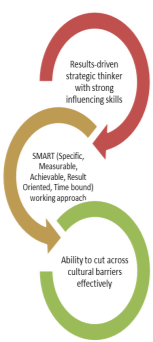 Results-driven
strategic thinker
with strong
influencing skills
SMART (Specific,
Measurable,
Achievable, Result
Oriented, Time bound)
working approach
Ability to cut across
cultural barriers
effectively